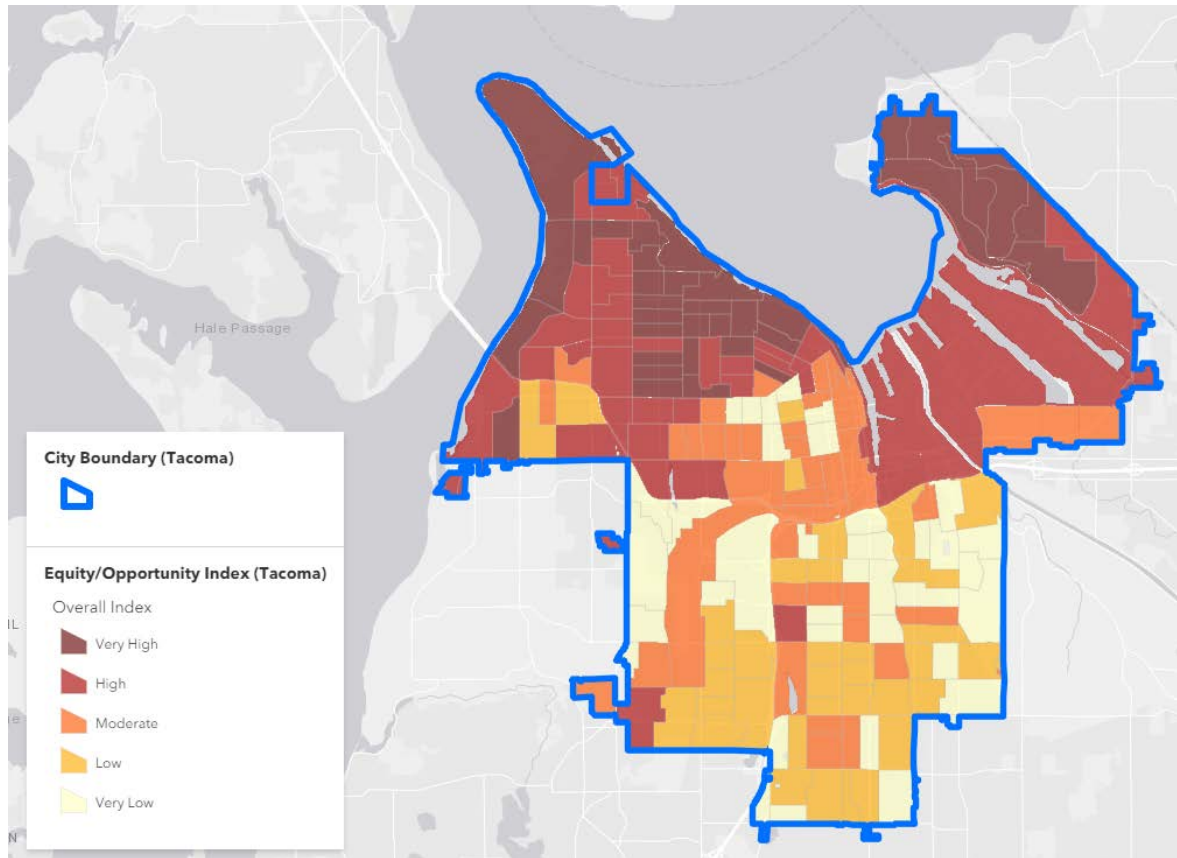 Hale Passage
City Boundary (Tacoma)
Equity/Opportunity Index (Tacoma)
Overall Index
Very High
High
Moderate
Low
Very Low